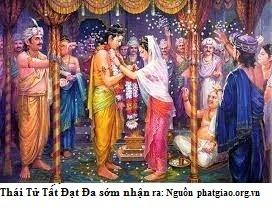 Thái Tử Tất Đạt Đa sớm nhận ra: Nguồn phatgiao.org.vn